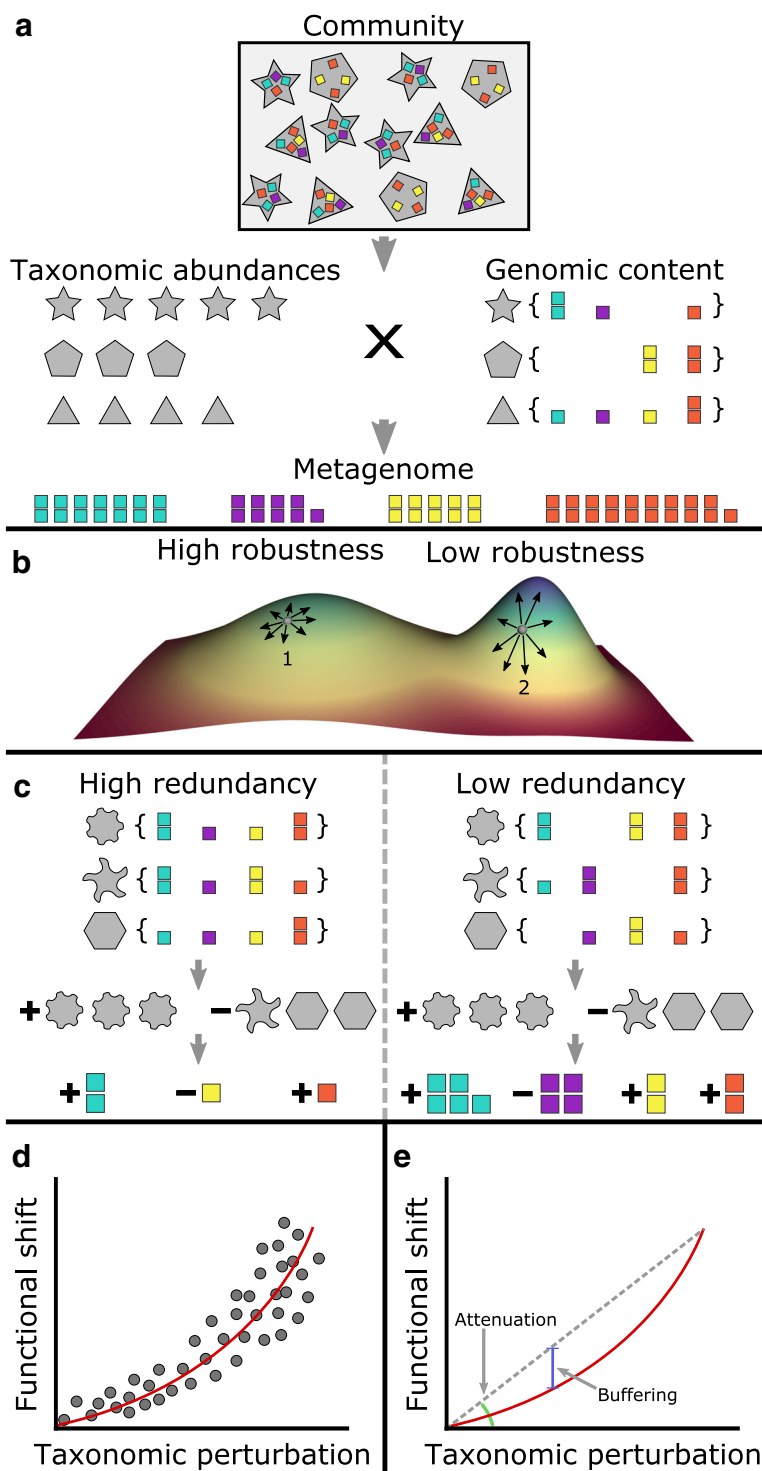 a
Community
Taxonomic abundances
Genomic content
{ }
×
{ }
{ }
Metagenome
b
High robustness
Low robustness
1
2
c
High redundancy
Low redundancy
{ }
{ }
{ }
{ }
{ }
{ }
+ −
+ −
+ − +
+ − + +
d
Functional shift
Taxonomic perturbation
e
Functional shift
Attenuation
Buffering
Taxonomic perturbation